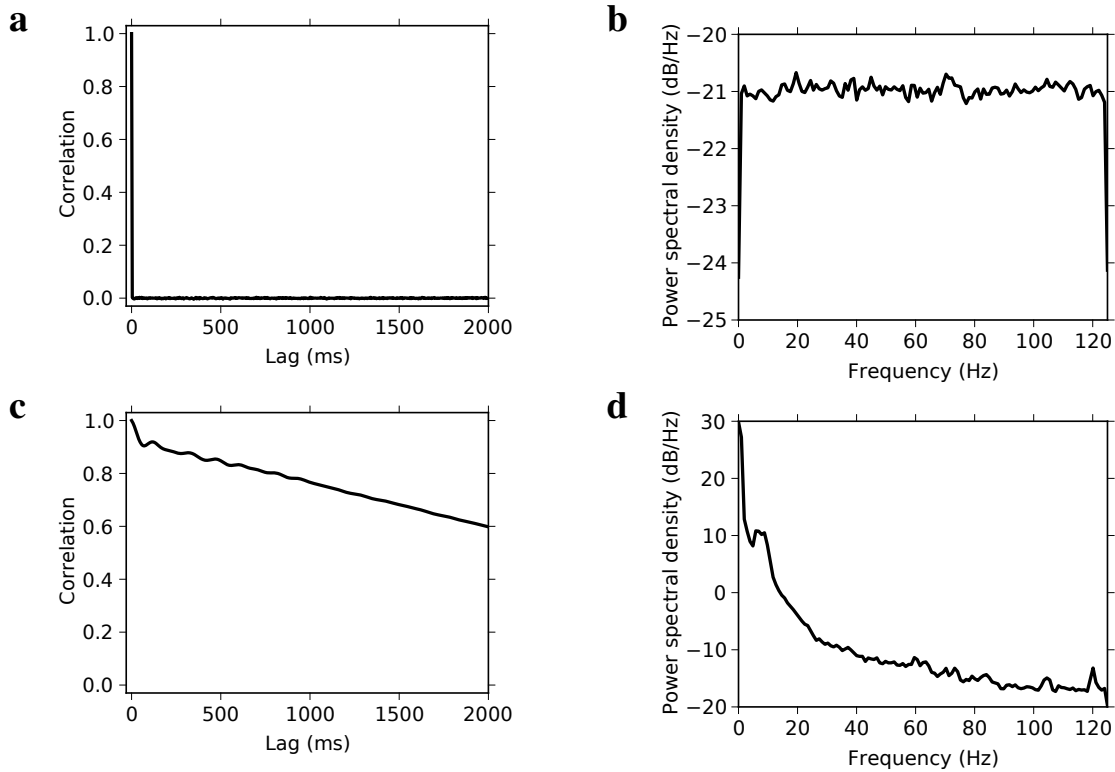 a
1.0
0.8
0.6
0.4
0.2
0.0
Correlation
0 500 1000 1500 2000
Lag (ms)
b
−20
−21
−22
−23
−24
−25
Power spectral density (dB/Hz)
0 20 40 60 80 100 120
Frequency (Hz)
c
1.0
0.8
0.6
0.4
0.2
0.0
Correlation
0 500 1000 1500 2000
Lag (ms)
d
30
20
10
0
−10
−20
Power spectral density (dB/Hz)
0 20 40 60 80 100 120
Frequency (Hz)